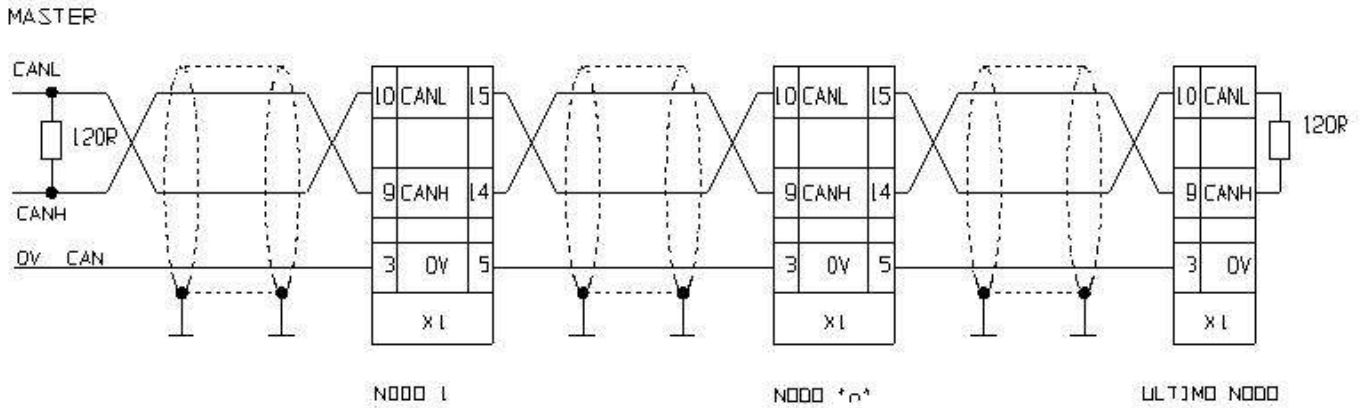 MASTER
CANL
120R
CANH
0V CAN
10 CANL 15
9 CANH 14
3 0V 5
X1
NODO 1
10 CANL 15
9 CANH 14
3 0V 5
X1
NODO "n"
10 CANL
9 CANH
3 0V
X1
120R
ULTIMO NODO